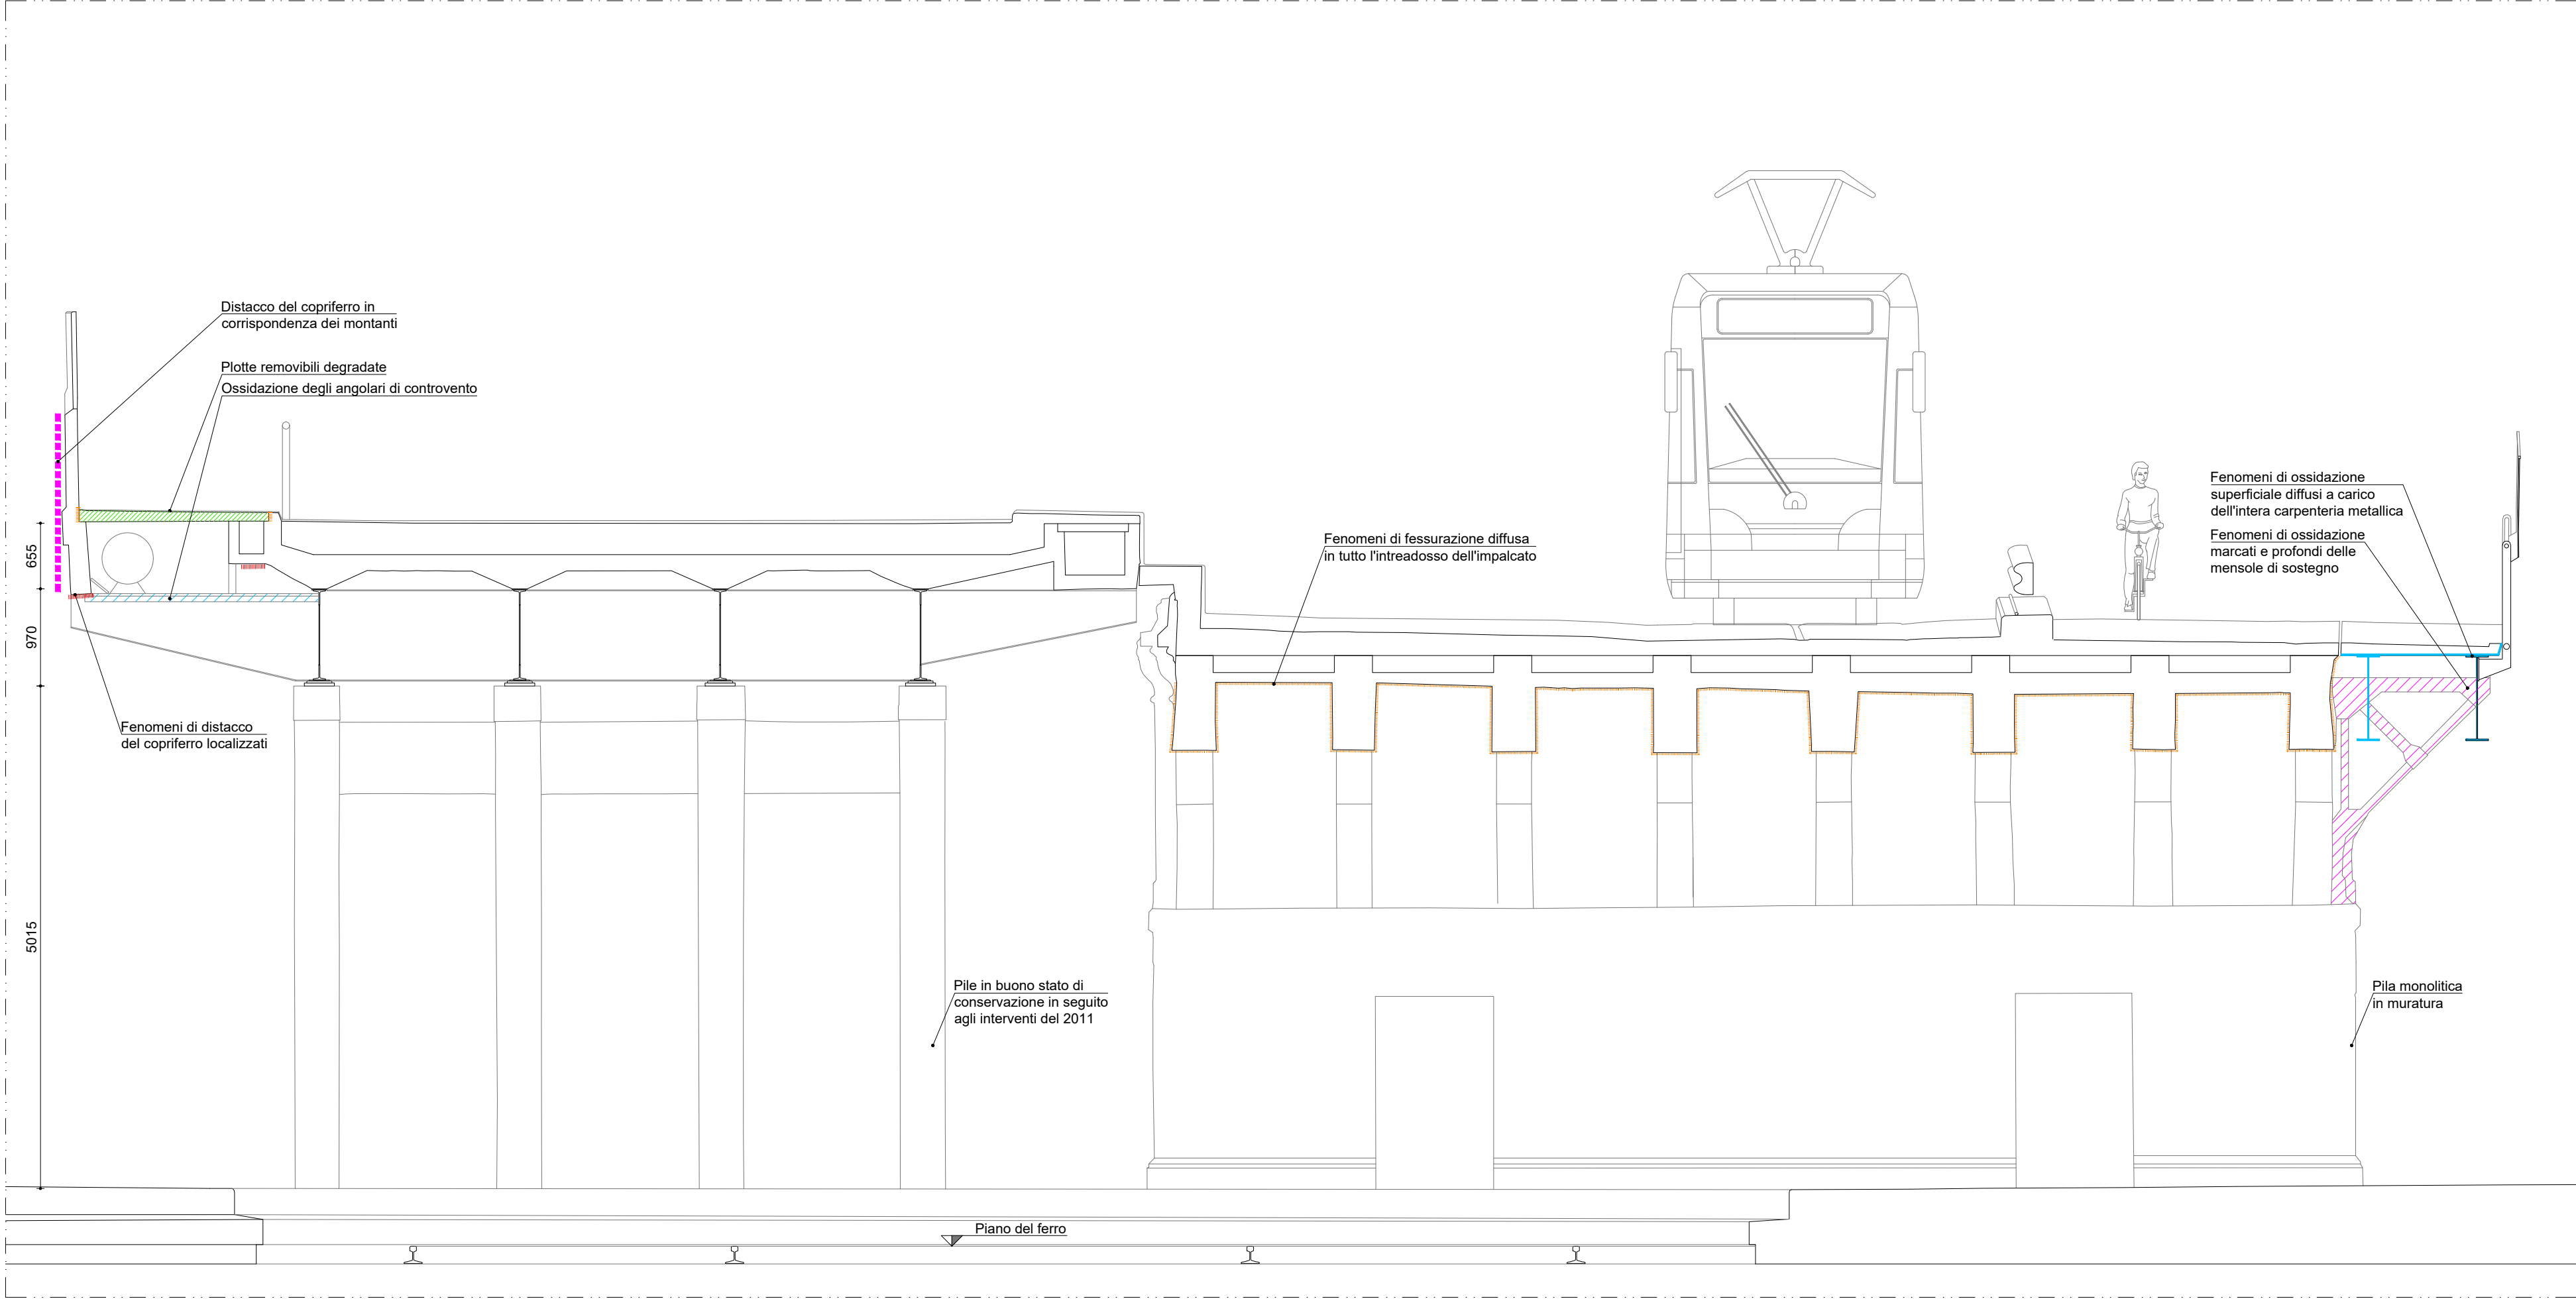 Distacco del copriferro in
corrispondenza dei montanti
Plotte removibili degradate
Ossidazione degli angolari di controvento
Fenomeni di ossidazione
superficiale diffusi a carico
dell'intera carpenteria metallica
Fenomeni di ossidazione
marcati e profondi delle
mensole di sostegno
Fenomeni di fessurazione diffusa
in tutto l'intreadosso dell'impalcato
655
970
5015
Fenomeni di distacco
del copriferro localizzati
Pile in buono stato di
conservazione in seguito
agli interventi del 2011
Pila monolitica
in muratura
Piano del ferro